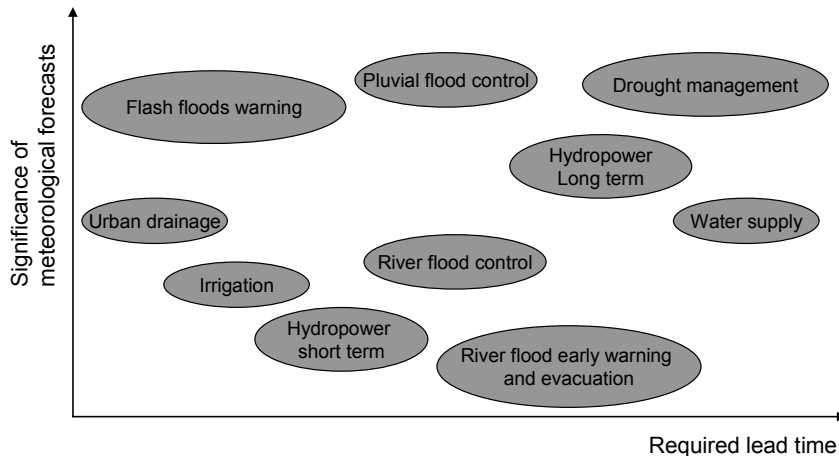 Significance of
meteorological forecasts
Pluvial flood control
Drought management
Flash floods warning
Hydropower
Long term
Urban drainage
Water supply
River flood control
Irrigation
Hydropower
short term
River flood early warning
and evacuation
Required lead time